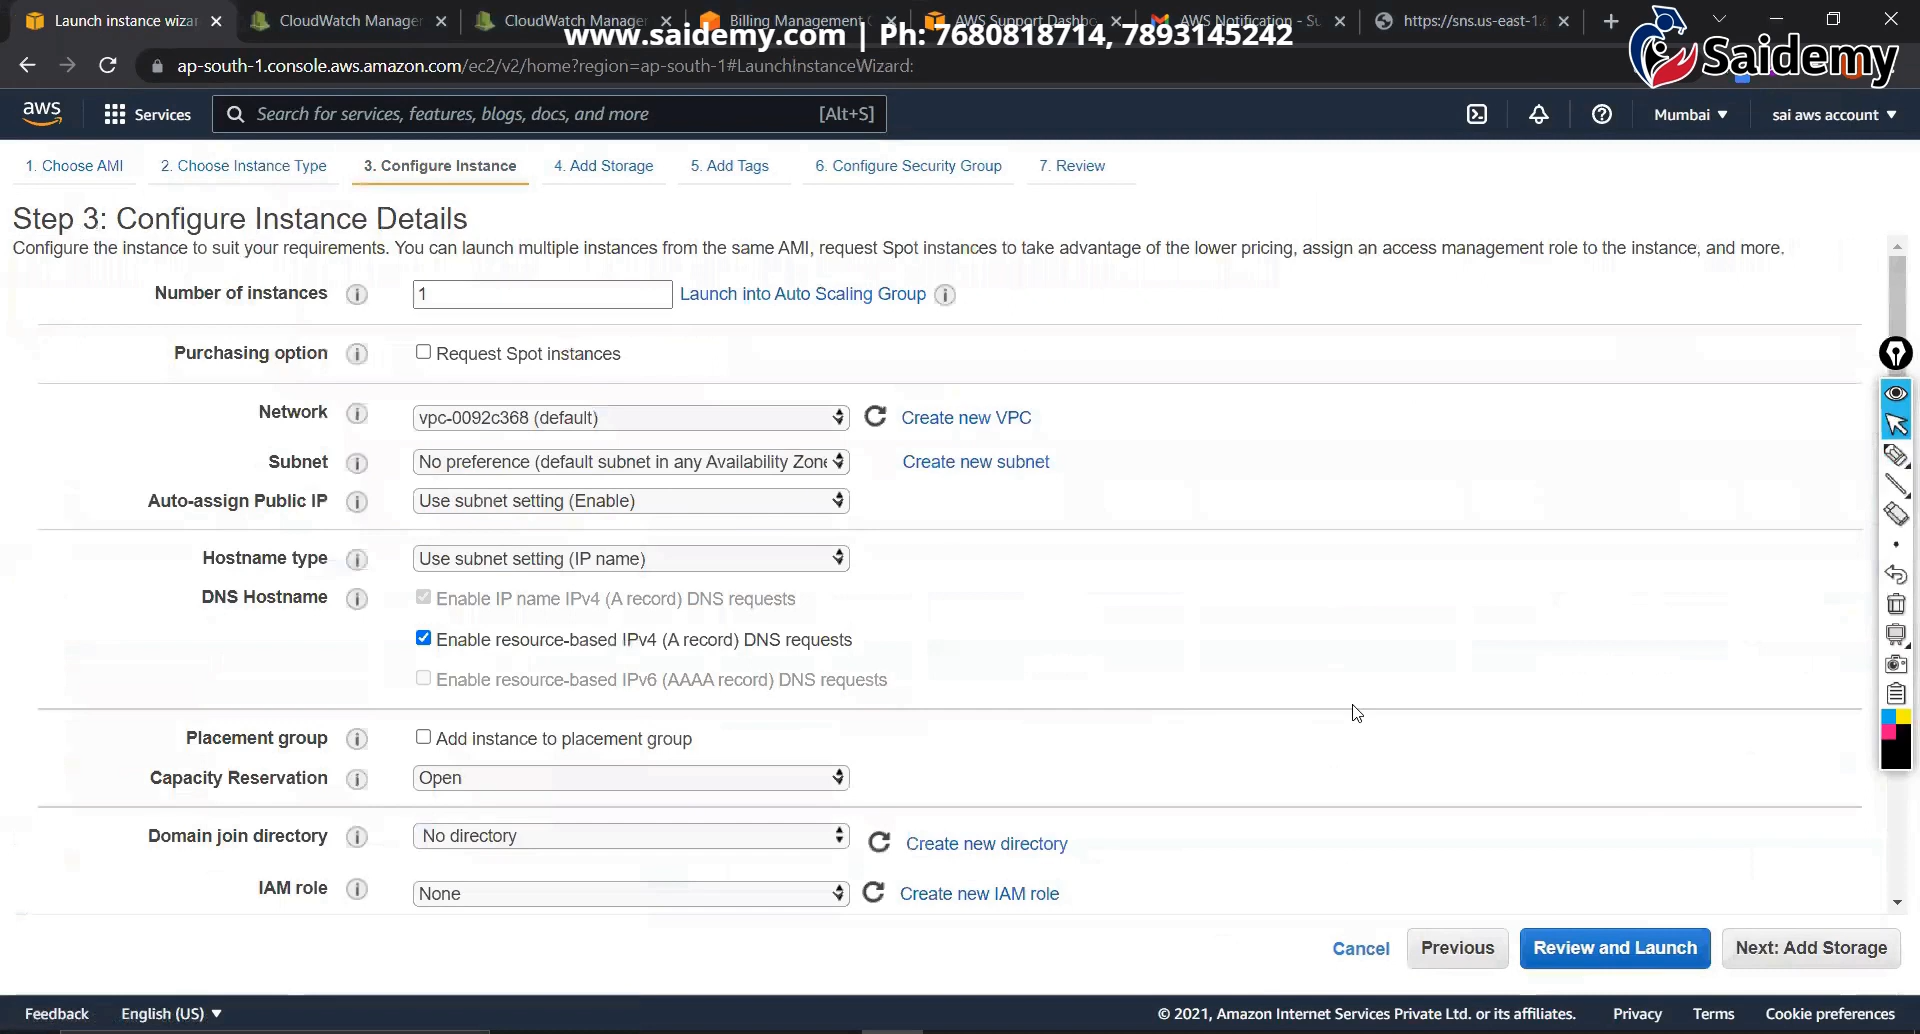 Launch instance wiza
CloudWatch Manage
CloudWatch Manage
Billing Management
AWS Support Dashbo
AWS Notification - Su
https://sns.us-east-1.
www.saidemy.com | Ph: 7680818714, 7893145242
Saidemy
ap-south-1.console.aws.amazon.com/ec2/v2/home?region=ap-south-1#LaunchInstanceWizard:
aws
Services
Search for services, features, blogs, docs, and more
[Alt+S]
Mumbai
sai aws account
1. Choose AMI
2. Choose Instance Type
3. Configure Instance
4. Add Storage
5. Add Tags
6. Configure Security Group
7. Review
Step 3: Configure Instance Details
Configure the instance to suit your requirements. You can launch multiple instances from the same AMI, request Spot instances to take advantage of the lower pricing, assign an access management role to the instance, and more.
Number of instances
1
Launch into Auto Scaling Group
Purchasing option
Request Spot instances
Network
vpc-0092c368 (default)
Create new VPC
Subnet
No preference (default subnet in any Availability Zone
Create new subnet
Auto-assign Public IP
Use subnet setting (Enable)
Hostname type
Use subnet setting (IP name)
DNS Hostname
Enable IP name IPv4 (A record) DNS requests
Enable resource-based IPv4 (A record) DNS requests
Enable resource-based IPv6 (AAAA record) DNS requests
Placement group
Add instance to placement group
Capacity Reservation
Open
Domain join directory
No directory
Create new directory
IAM role
None
Create new IAM role
Cancel
Previous
Review and Launch
Next: Add Storage
Feedback
English (US)
© 2021, Amazon Internet Services Private Ltd. or its affiliates.
Privacy
Terms
Cookie preferences